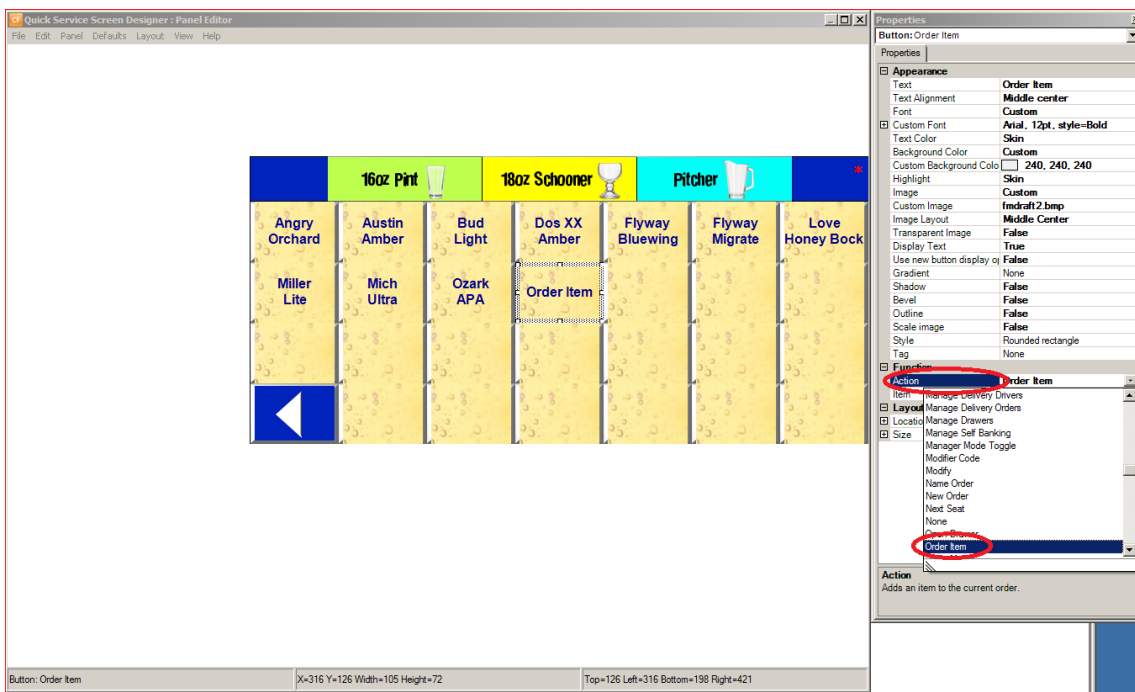 CF Quick Service Screen Designer : Panel Editor
File Edit Panel Defaults Layout View Help
16oz Pint 18oz Schooner Pitcher *
Angry Orchard
Austin Amber
Bud Light
Dos XX Amber
Flyway Bluewing
Flyway Migrate
Love Honey Bock
Miller Lite
Mich Ultra
Ozark APA
Order Item
Button: Order Item X=316 Y=126 Width=105 Height=72 Top=126 Left=316 Bottom=198 Right=421
Properties
Button: Order Item
Properties
Appearance
Text Order Item
Text Alignment Middle center
Font Custom
Custom Font Arial, 12pt, style=Bold
Text Color Skin
Background Color Custom
Custom Background Colo 240, 240, 240
Highlight Skin
Image Custom
Custom Image fmdraft2.bmp
Image Layout Middle Center
Transparent Image False
Display Text True
Use new button display op False
Gradient None
Shadow False
Bevel False
Outline False
Scale image False
Style Rounded rectangle
Tag None
Function
Action Order Item
Item
Layout
Locatio
Size
Manage Delivery Drivers
Manage Delivery Orders
Manage Drawers
Manage Self Banking
Manager Mode Toggle
Modifier Code
Modify
Name Order
New Order
Next Seat
None
Open Drawer
Order Item
Action
Adds an item to the current order.